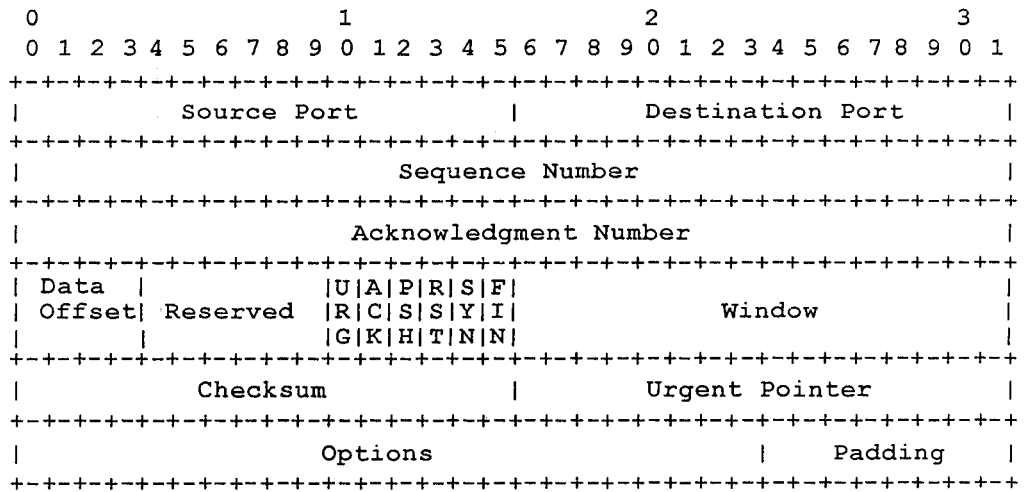 0                   1                   2                   3
0 1 2 3 4 5 6 7 8 9 0 1 2 3 4 5 6 7 8 9 0 1 2 3 4 5 6 7 8 9 0 1
+-+-+-+-+-+-+-+-+-+-+-+-+-+-+-+-+-+-+-+-+-+-+-+-+-+-+-+-+-+-+-+-+
| Source Port | Destination Port |
+-+-+-+-+-+-+-+-+-+-+-+-+-+-+-+-+-+-+-+-+-+-+-+-+-+-+-+-+-+-+-+-+
| Sequence Number |
+-+-+-+-+-+-+-+-+-+-+-+-+-+-+-+-+-+-+-+-+-+-+-+-+-+-+-+-+-+-+-+-+
| Acknowledgment Number |
+-+-+-+-+-+-+-+-+-+-+-+-+-+-+-+-+-+-+-+-+-+-+-+-+-+-+-+-+-+-+-+-+
| Data | |U|A|P|R|S|F| |
| Offset| Reserved |R|C|S|S|Y|I| Window |
| | |G|K|H|T|N|N| |
+-+-+-+-+-+-+-+-+-+-+-+-+-+-+-+-+-+-+-+-+-+-+-+-+-+-+-+-+-+-+-+-+
| Checksum | Urgent Pointer |
+-+-+-+-+-+-+-+-+-+-+-+-+-+-+-+-+-+-+-+-+-+-+-+-+-+-+-+-+-+-+-+-+
| Options | Padding |
+-+-+-+-+-+-+-+-+-+-+-+-+-+-+-+-+-+-+-+-+-+-+-+-+-+-+-+-+-+-+-+-+